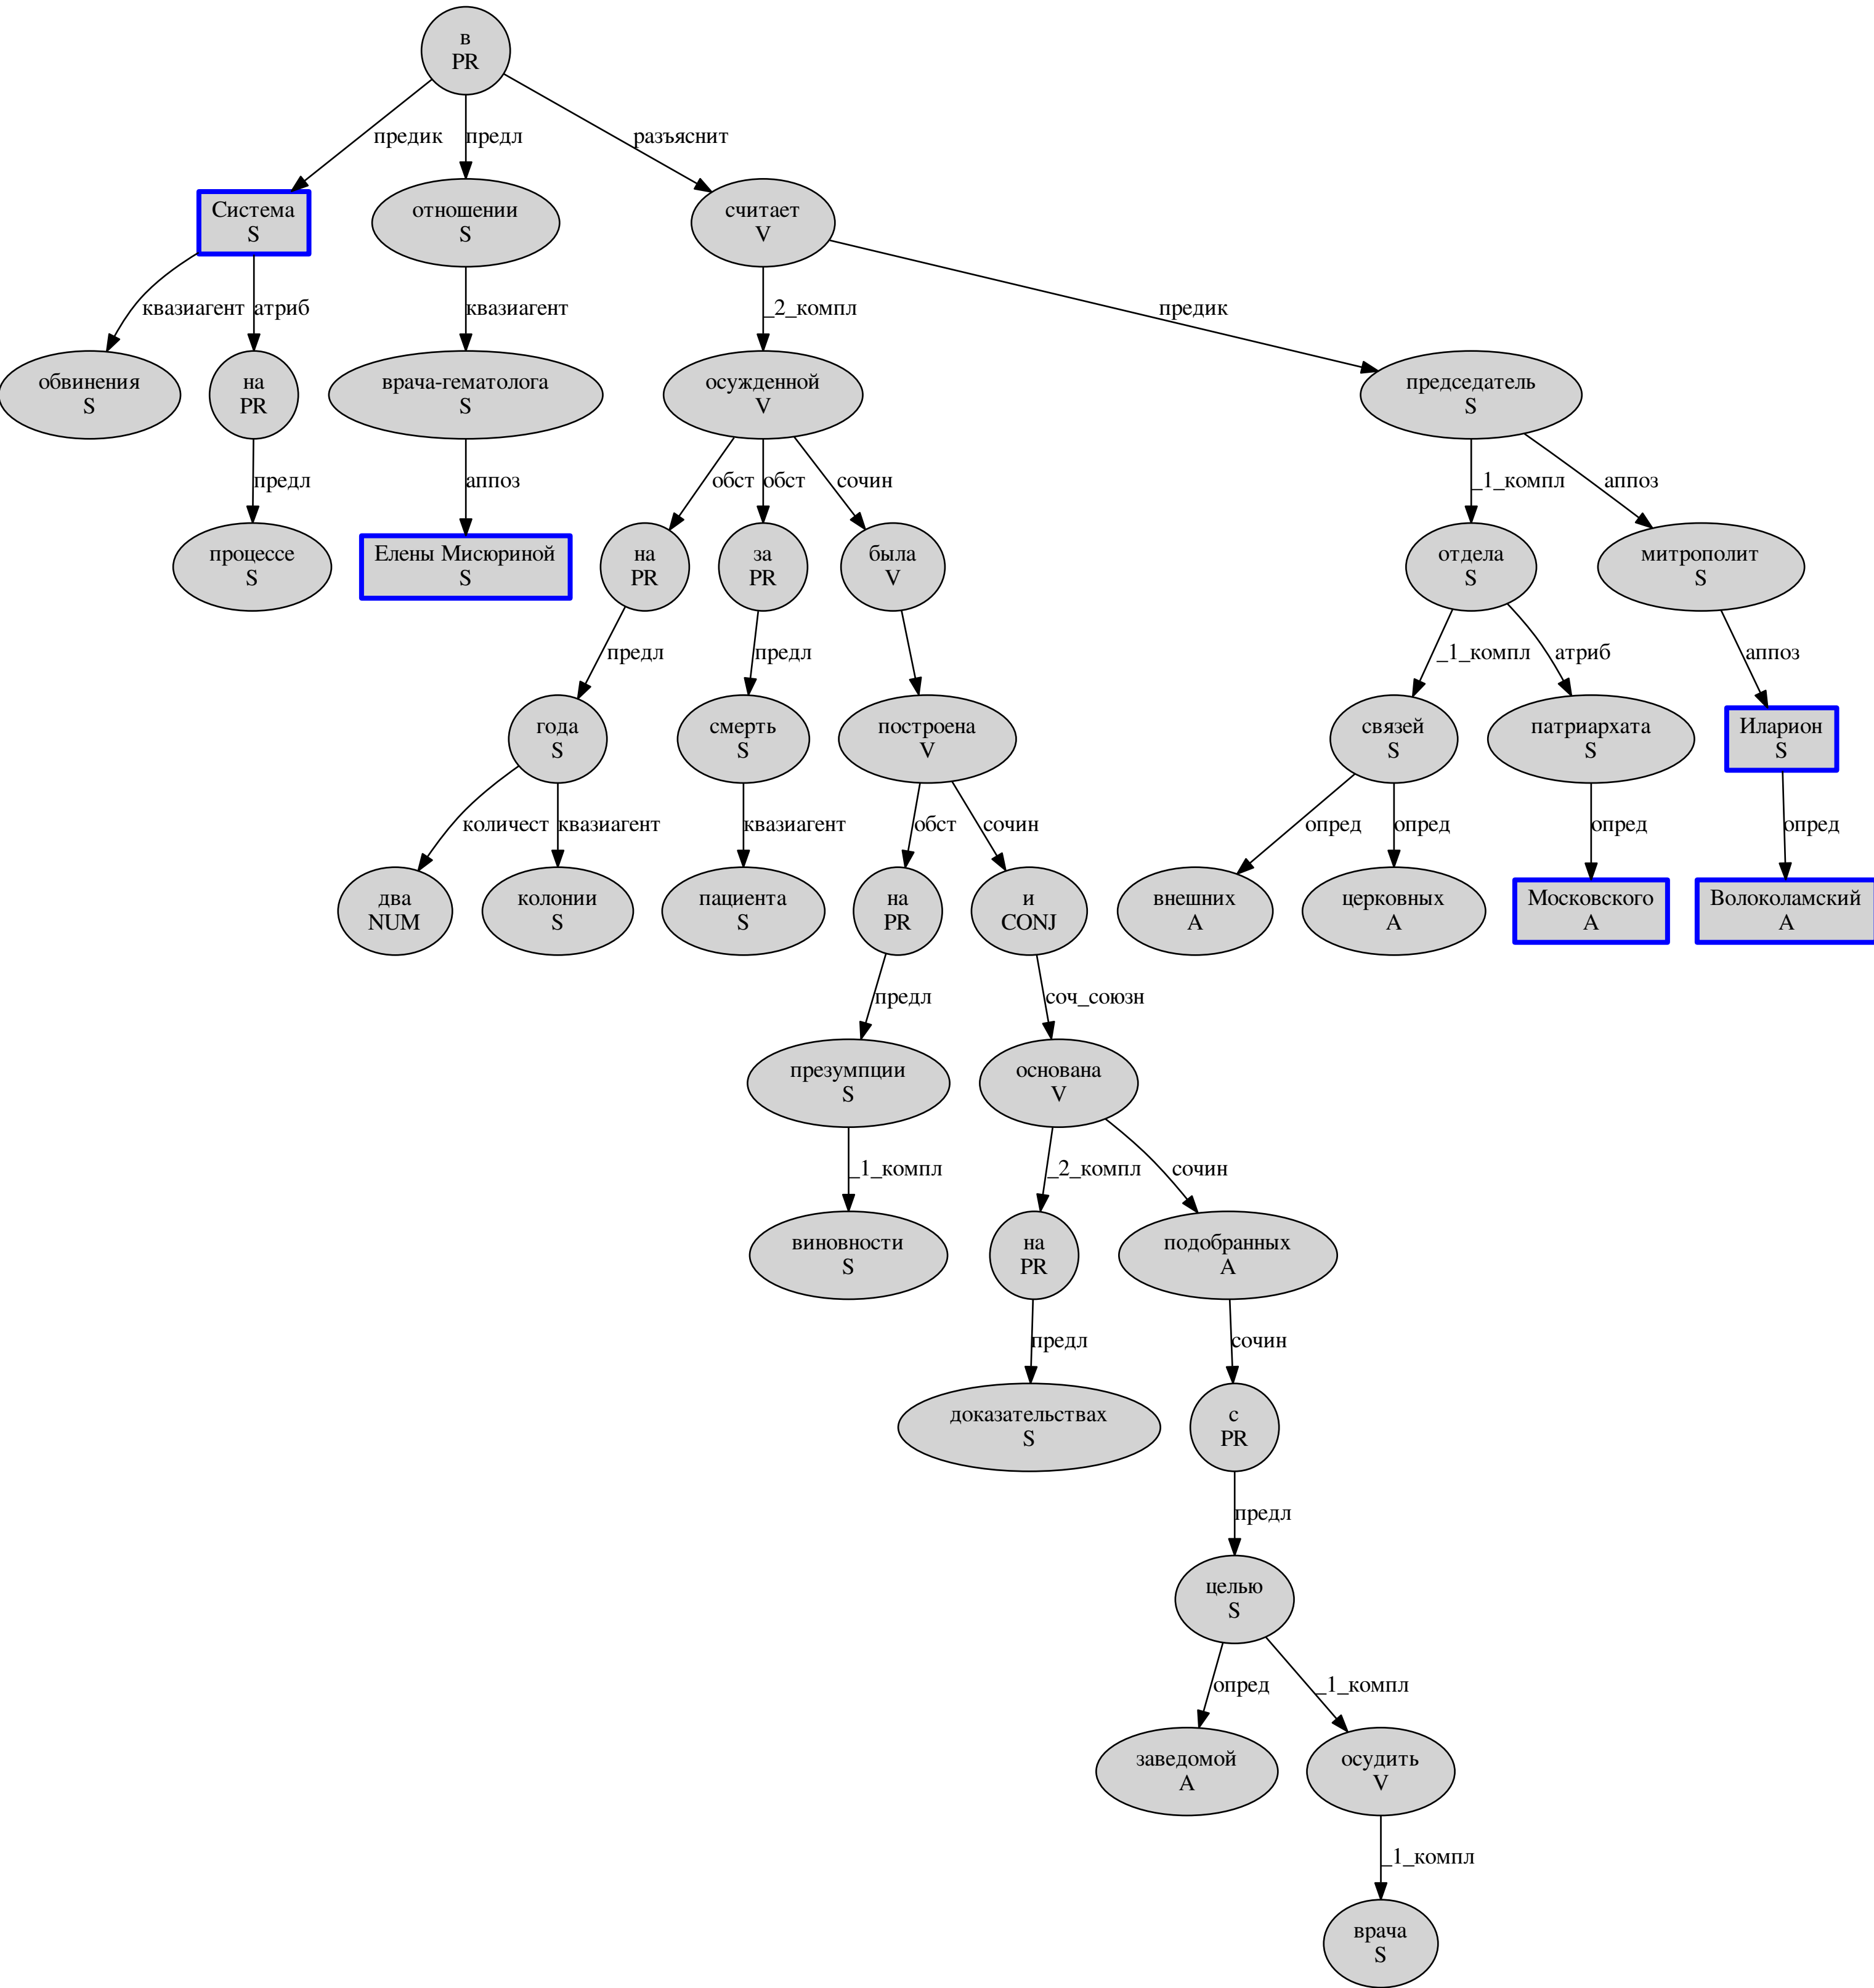 в
PR
предик
предл
разъяснит
Система
S
отношении
S
считает
V
квазиагент
атриб
квазиагент
_2_компл
предик
обвинения
S
на
PR
врача-гематолога
S
осужденной
V
председатель
S
предл
аппоз
обст
обст
сочин
_1_компл
аппоз
процессе
S
Елены Мисюриной
S
на
PR
за
PR
была
V
отдела
S
митрополит
S
предл
предл
_1_компл
атриб
аппоз
года
S
смерть
S
построена
V
связей
S
патриархата
S
Иларион
S
количест
квазиагент
квазиагент
обст
сочин
опред
опред
опред
опред
два
NUM
колонии
S
пациента
S
на
PR
и
CONJ
внешних
A
церковных
A
Московского
A
Волоколамский
A
предл
соч_союзн
презумпции
S
основана
V
_1_компл
_2_компл
сочин
виновности
S
на
PR
подобранных
A
предл
сочин
доказательствах
S
с
PR
предл
целью
S
опред
_1_компл
заведомой
A
осудить
V
_1_компл
врача
S